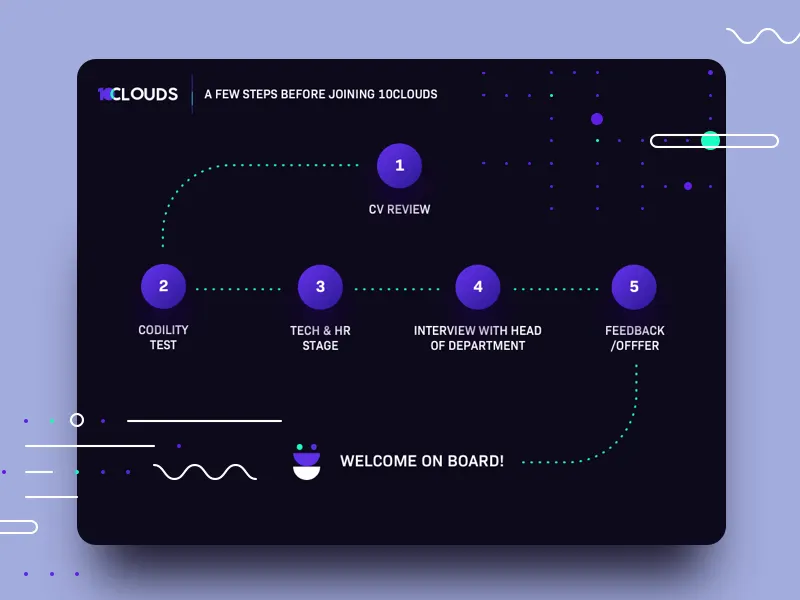 10CLOUDS
A FEW STEPS BEFORE JOINING 10CLOUDS
1
CV REVIEW
2
CODILITY
TEST
3
TECH & HR
STAGE
4
INTERVIEW WITH HEAD
OF DEPARTMENT
5
FEEDBACK
/OFFFER
WELCOME ON BOARD!